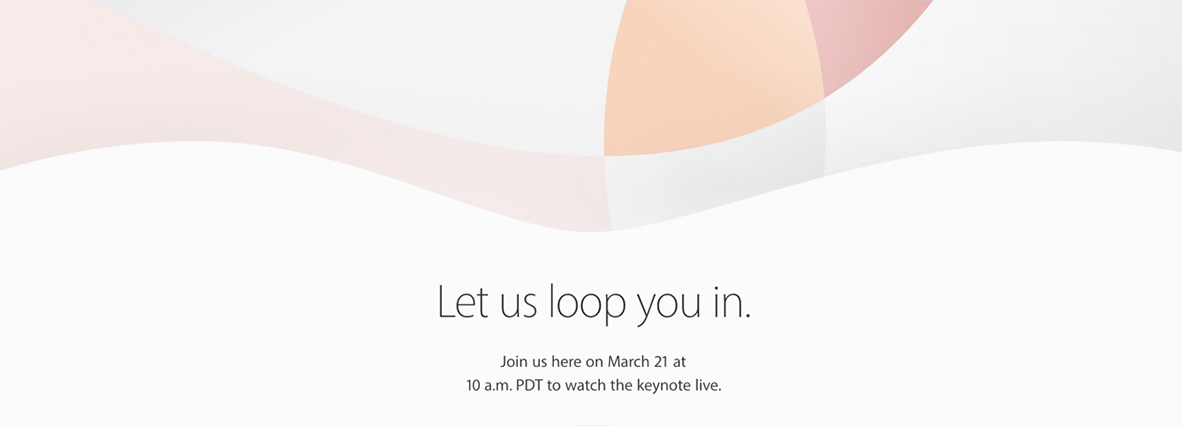 Let us loop you in.
Join us here on March 21 at
10 a.m. PDT to watch the keynote live.